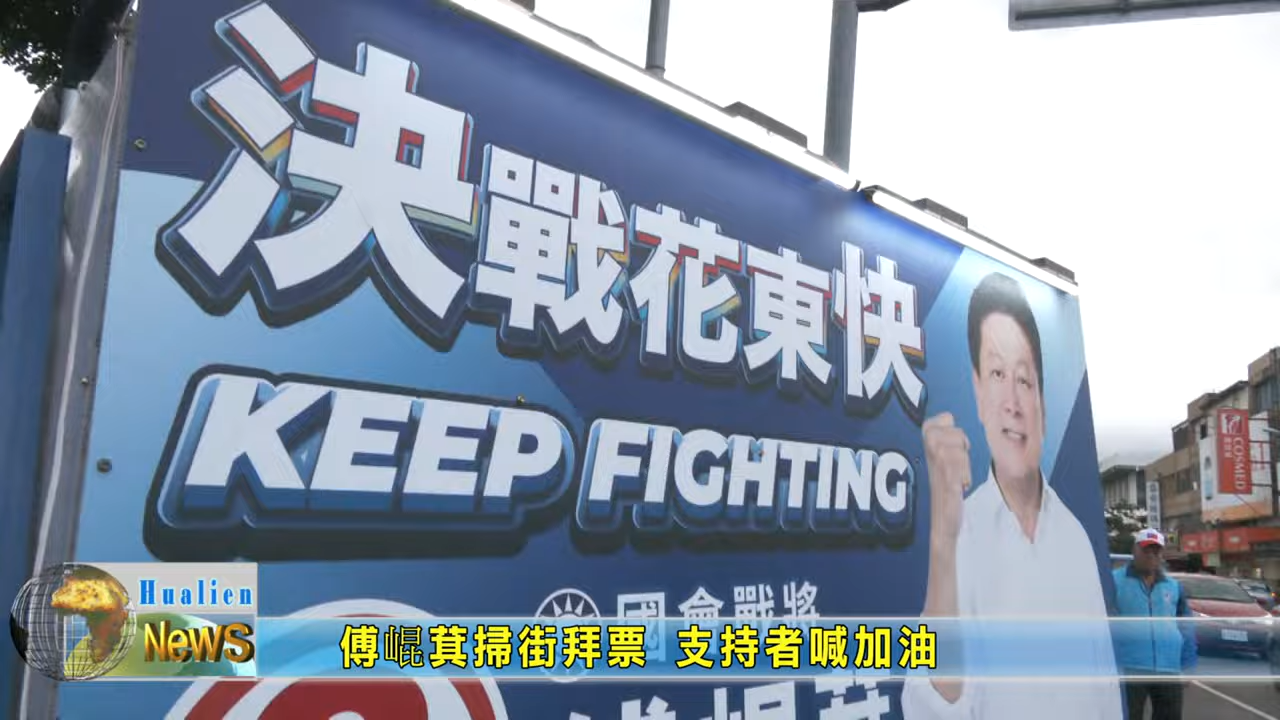 決戰花東快
KEEP FIGHTING
國會戰將
COSMED
Hualien
News
傅崐萁掃街拜票 支持者喊加油